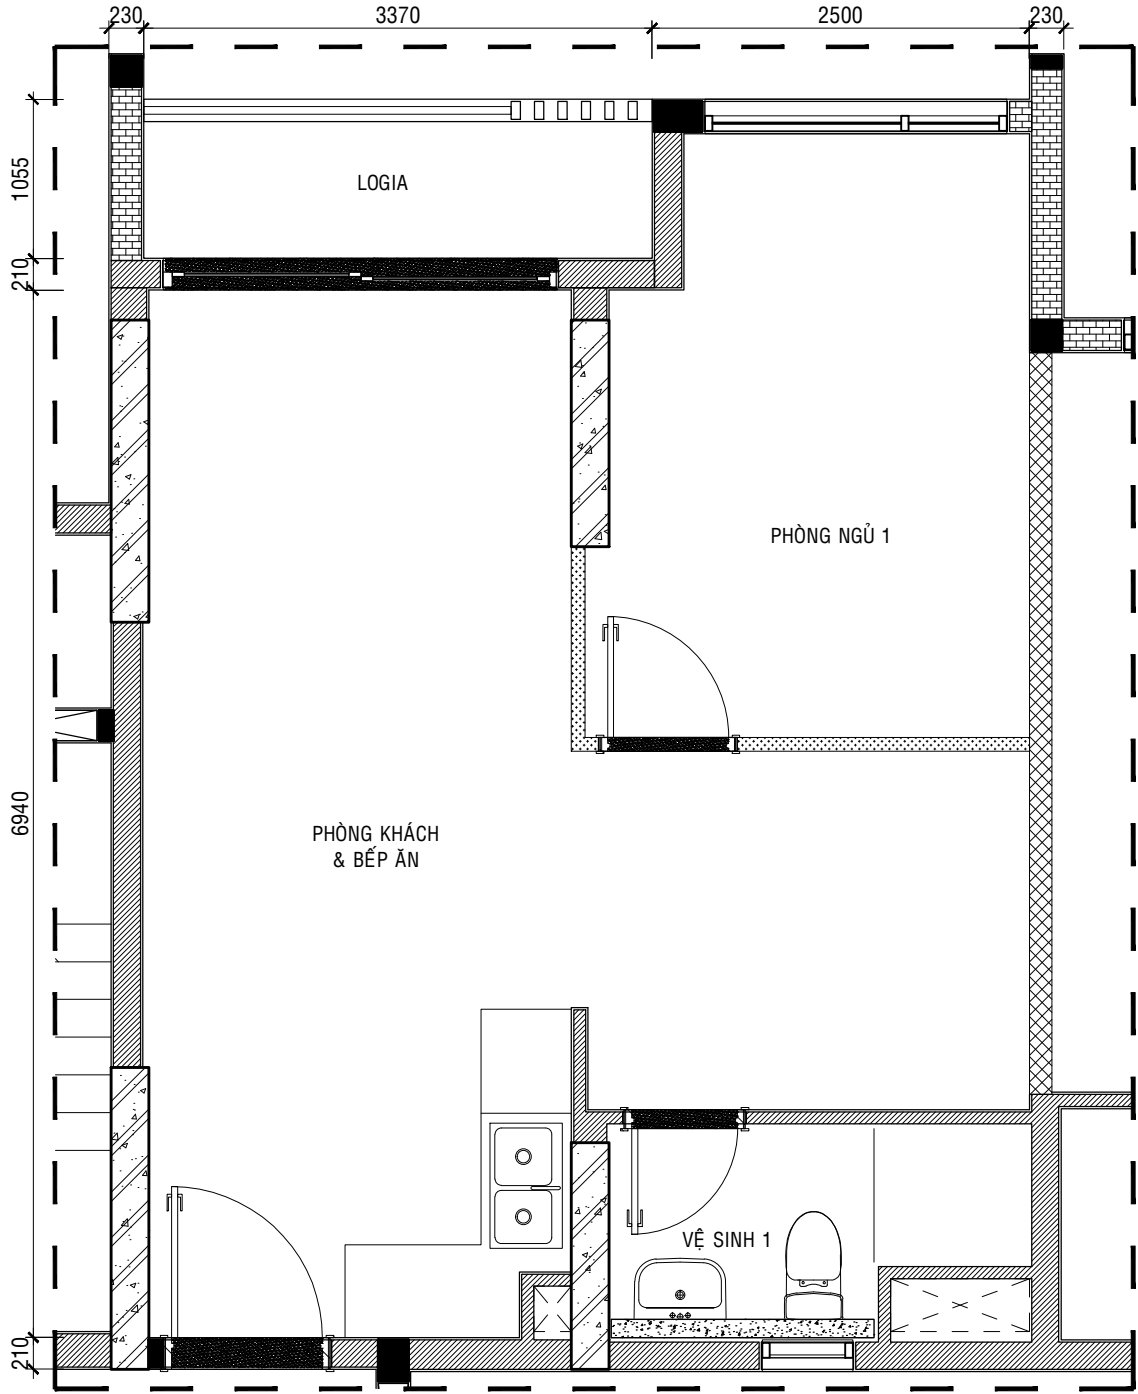 230
3370
2500
230
1055
LOGIA
210
PHÒNG NGỦ 1
6940
PHÒNG KHÁCH
& BẾP ĂN
VỆ SINH 1
210